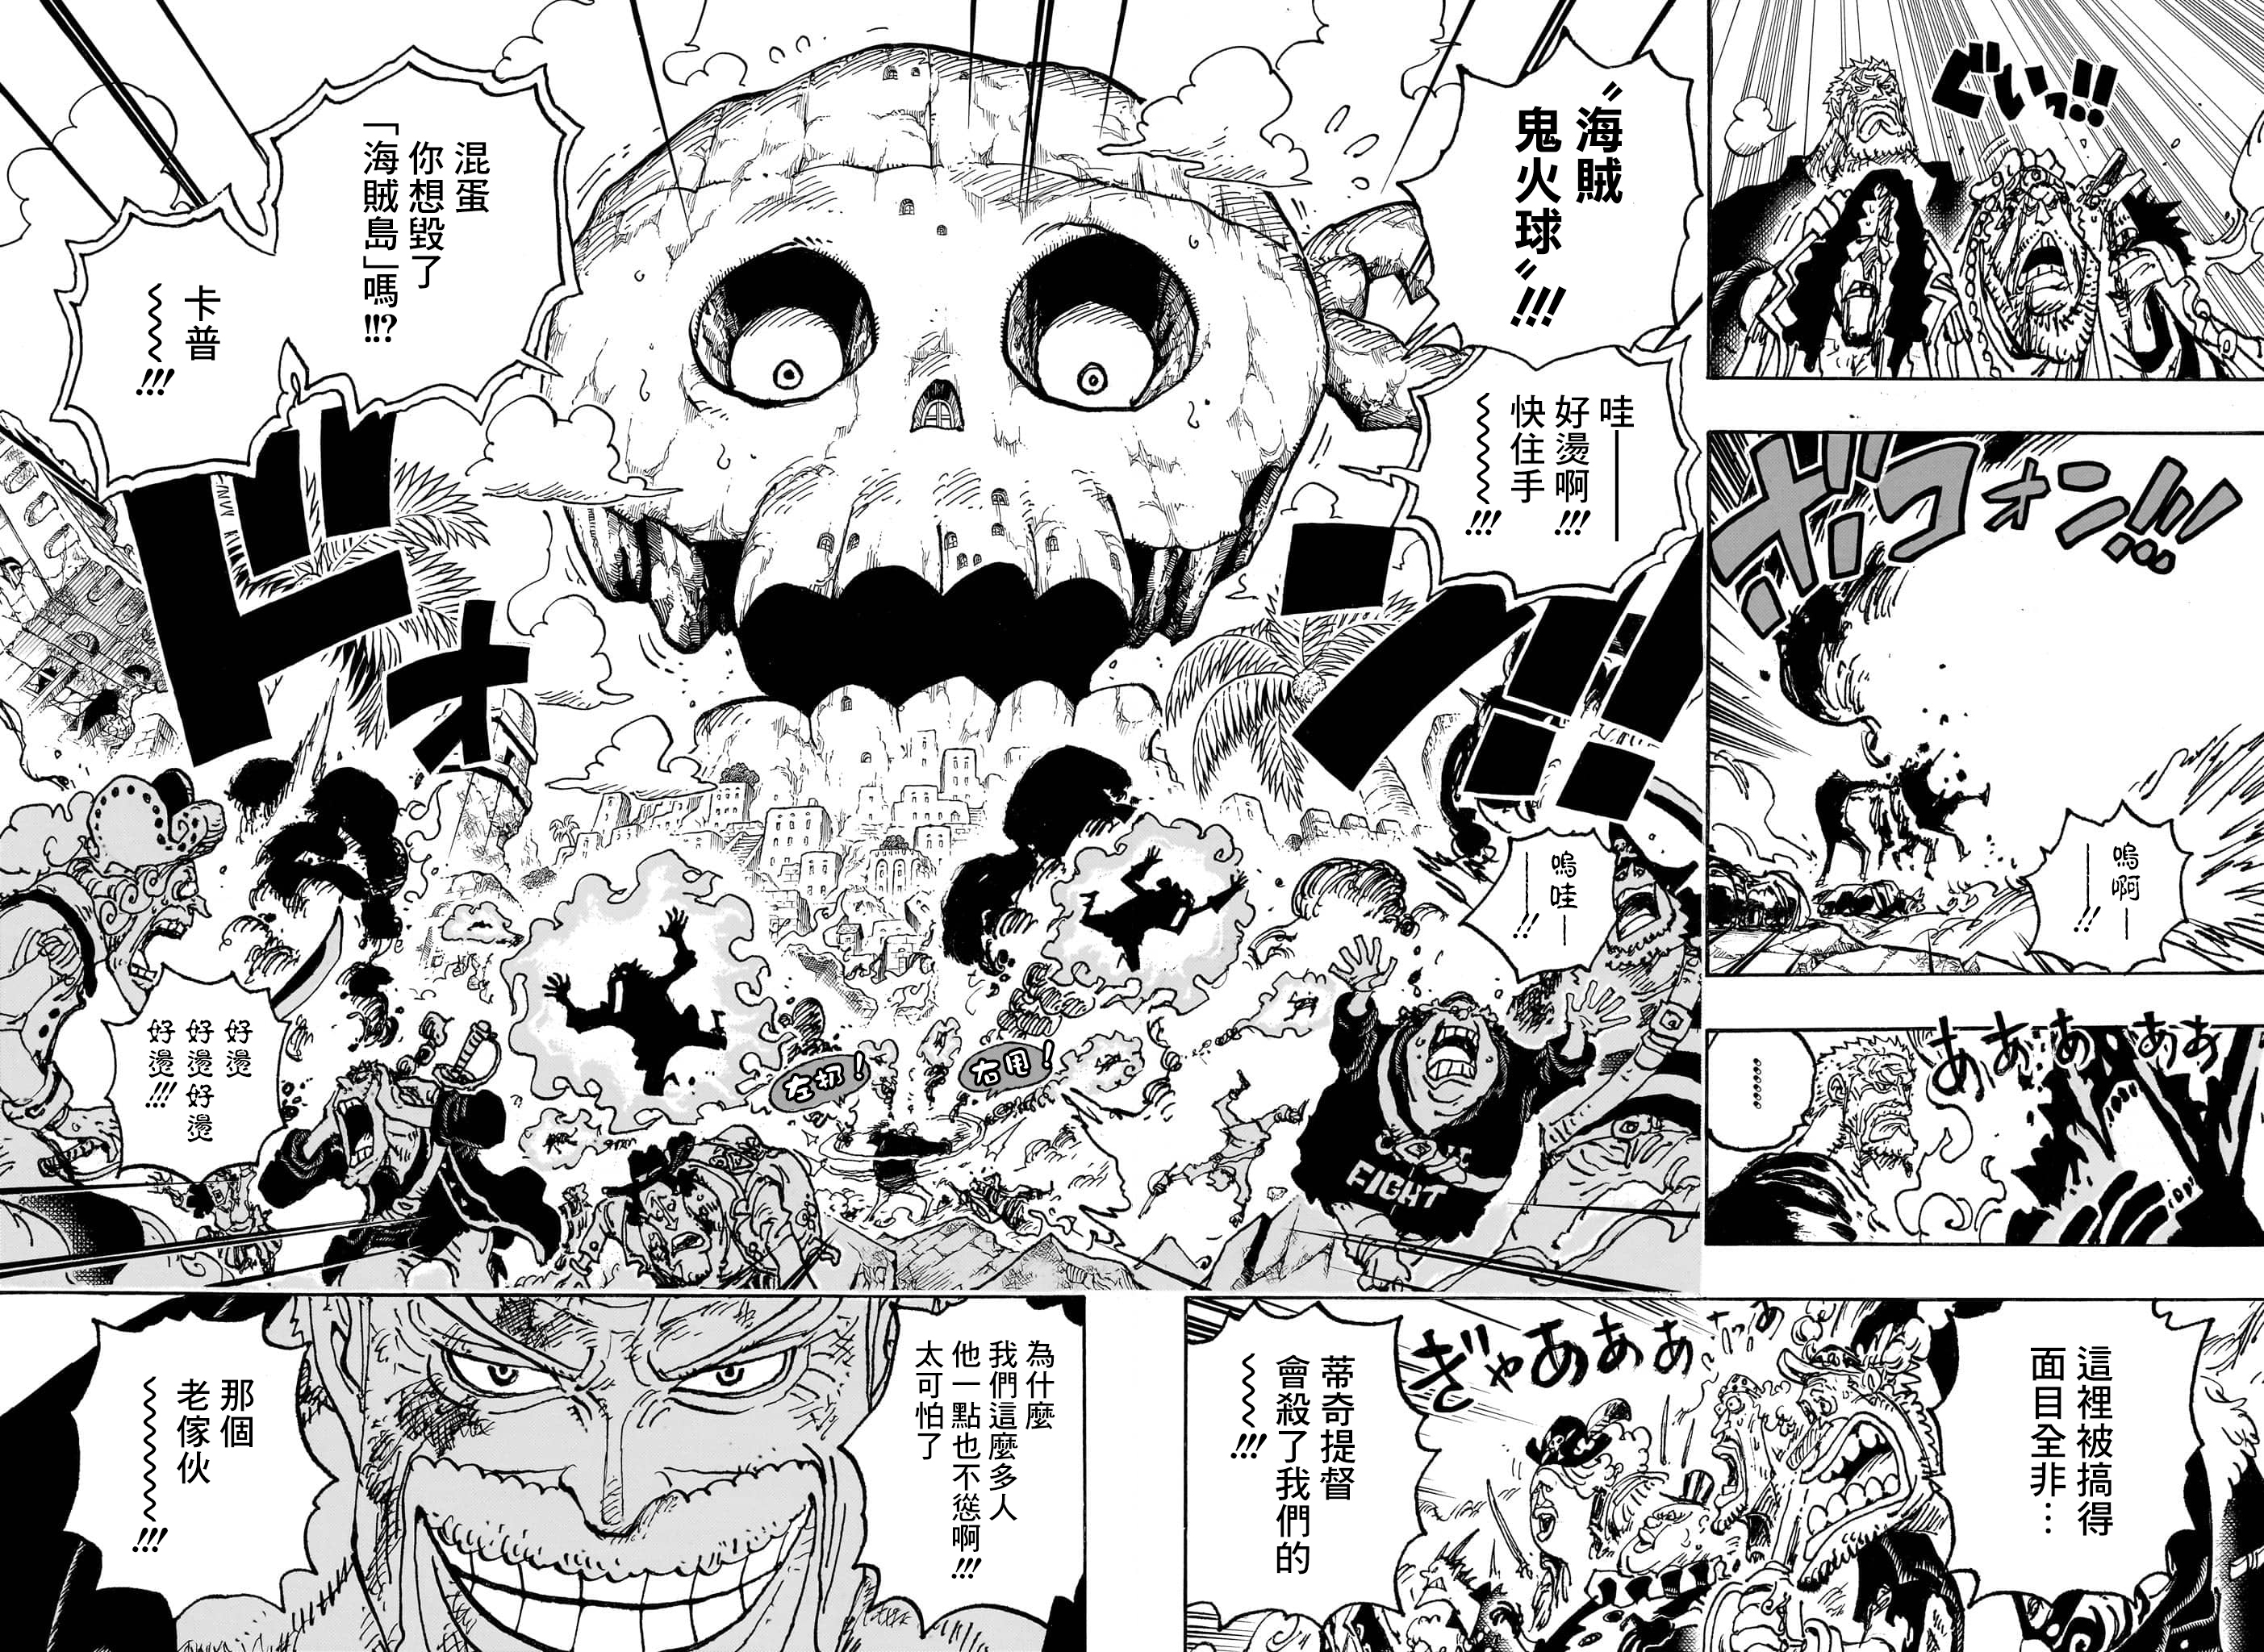 ぐいっ!!
ボコォン!!!
嗚啊—!!
ああああああ
………
〝海賊
鬼火球〞!!!
哇——
好燙啊!!!
快住手
~~~!!!
混蛋
你想毀了
「海賊島」嗎!!?
卡普
~~~!!!
ドォン!!!
嗚哇—
—!!
右甩!
左扔!
FIGHT
好燙
好燙好燙
好燙!!!
這裡被搞得
面目全非…
ぎゃあああぁっ
蒂奇提督
會殺了我們的
~~~!!!
為什麼
我們這麼多人
他一點也不慫啊!!!
太可怕了
那個
老傢伙
~~~!!!